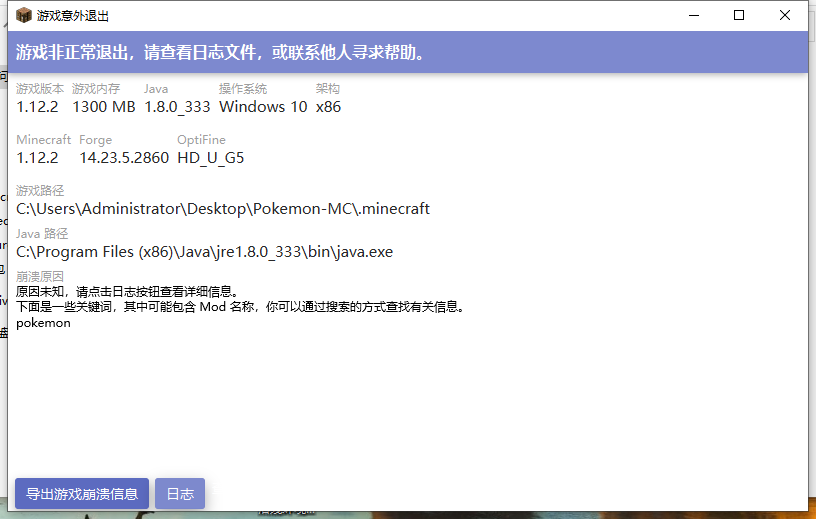 游戏意外退出
游戏非正常退出，请查看日志文件，或联系他人寻求帮助。
游戏版本 游戏内存 Java 操作系统 架构
1.12.2 1300 MB 1.8.0_333 Windows 10 x86
Minecraft Forge OptiFine
1.12.2 14.23.5.2860 HD_U_G5
游戏路径
C:\Users\Administrator\Desktop\Pokemon-MC\.minecraft
Java 路径
C:\Program Files (x86)\Java\jre1.8.0_333\bin\java.exe
崩溃原因
原因未知，请点击日志按钮查看详细信息。
下面是一些关键词，其中可能包含 Mod 名称，你可以通过搜索的方式查找有关信息。
pokemon
导出游戏崩溃信息 日志